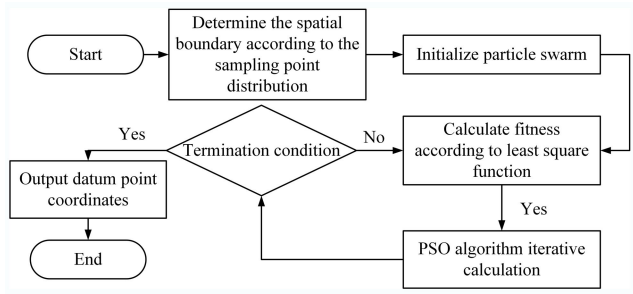 Start
Determine the spatial
boundary according to the
sampling point
distribution
Initialize particle swarm
Calculate fitness
according to least square
function
Yes
PSO algorithm iterative
calculation
Termination condition
No
Yes
Output datum point
coordinates
End